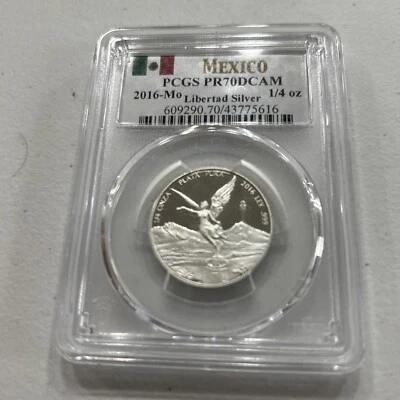 MEXICO
PCGS PR70DCAM
2016-Mo 1/4 oz
Libertad Silver
609290.70/43775616
1/4 ONZA PLATA PURA 2016 LEY .999